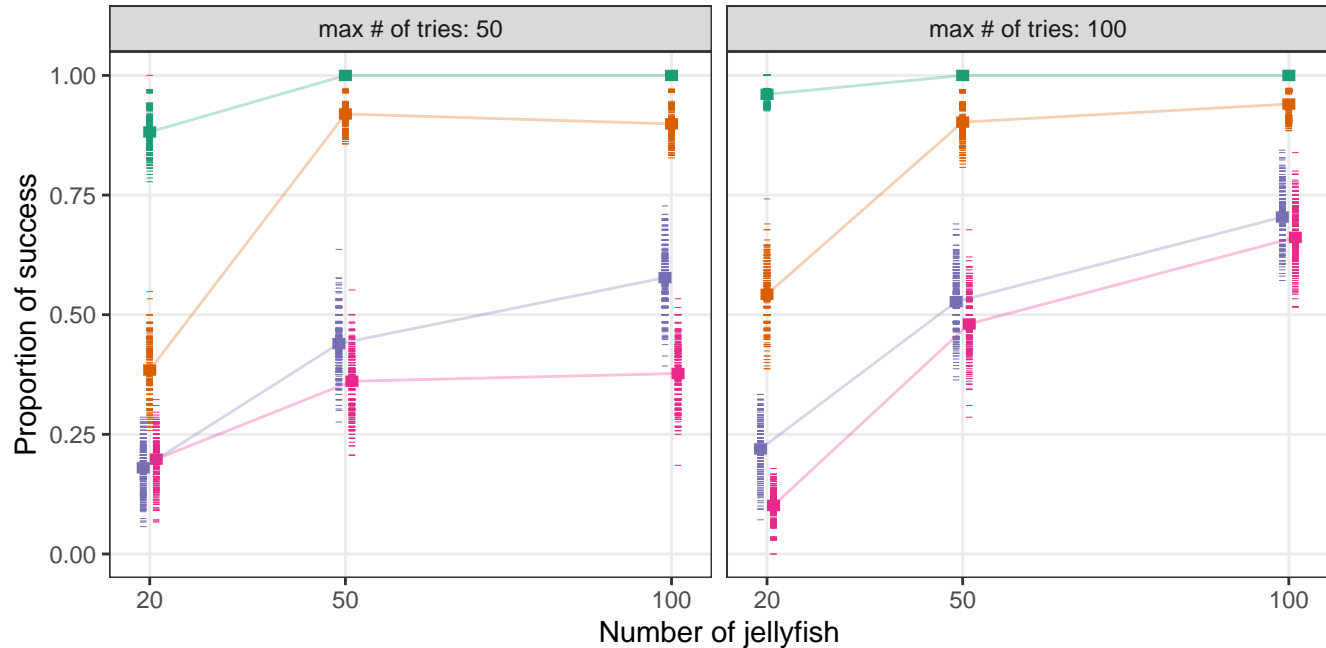 max # of tries: 50
max # of tries: 100
Proportion of success
1.00
0.75
0.50
0.25
0.00
20 50 100
20 50 100
Number of jellyfish